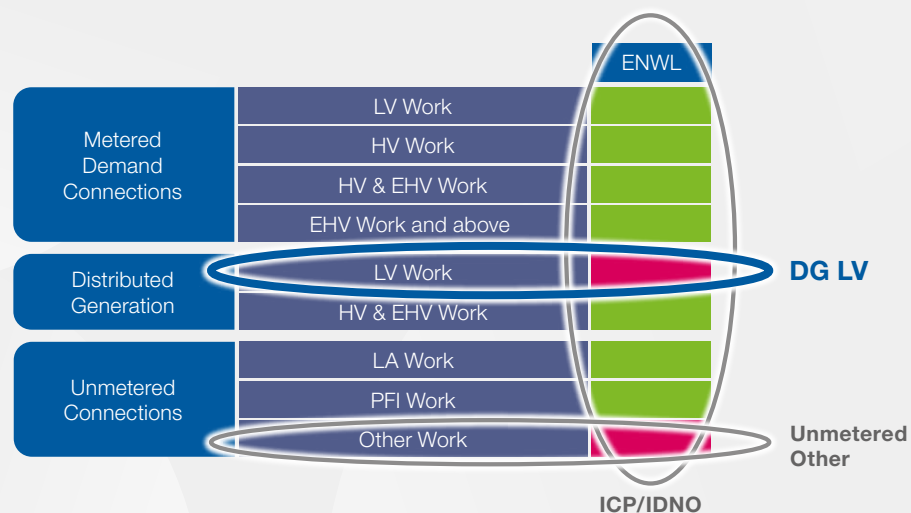 ENWL
Metered
Demand
Connections
LV Work
HV Work
HV & EHV Work
EHV Work and above
Distributed
Generation
LV Work
HV & EHV Work
DG LV
Unmetered
Connections
LA Work
PFI Work
Other Work
Unmetered
Other
ICP/IDNO